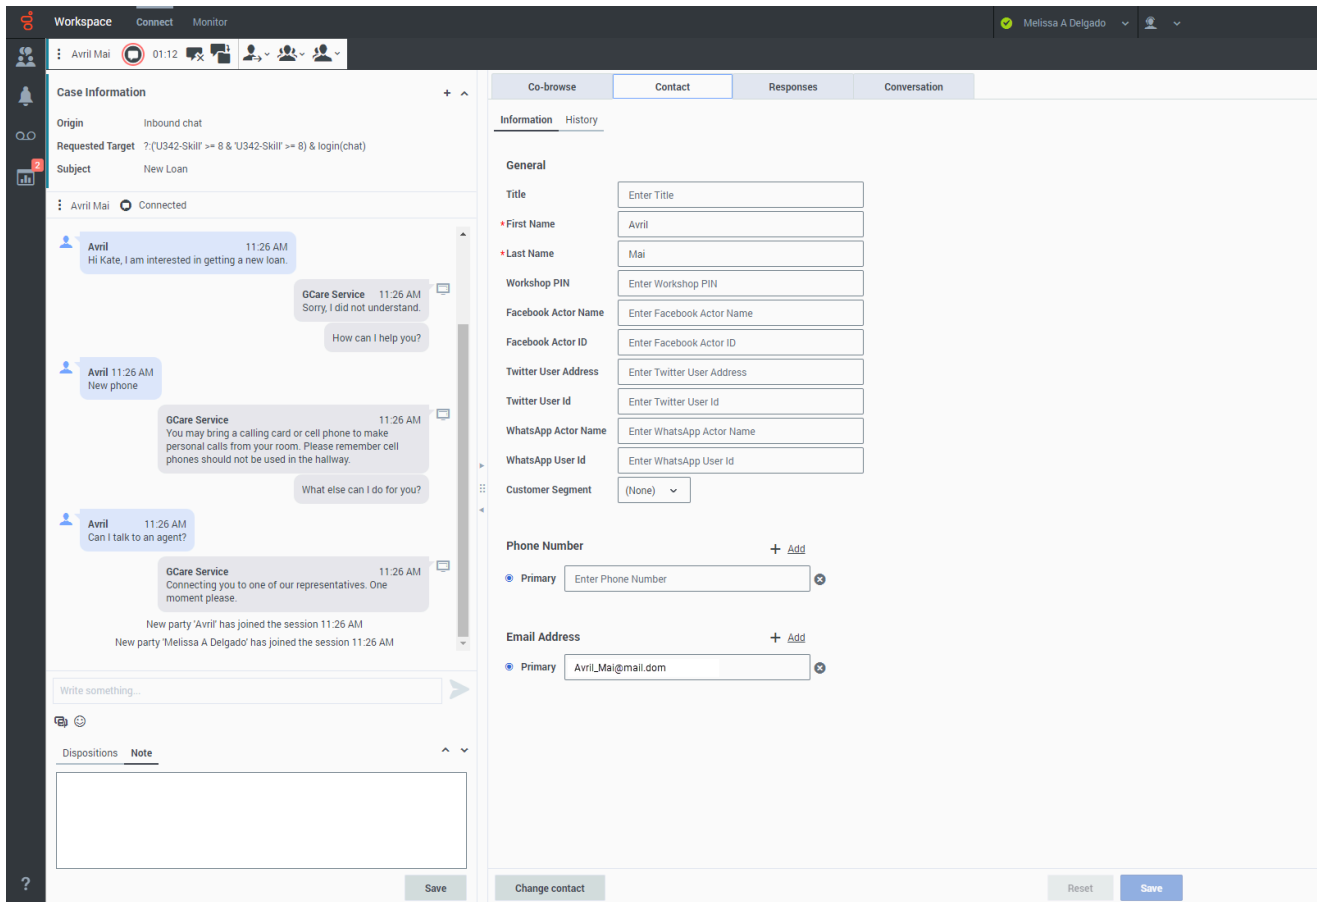 Workspace Connect Monitor
Melissa A Delgado
Avril Mai 01:12
2
Case Information
Origin Inbound chat
Requested Target ?:('U342-Skill' >= 8 & 'U342-Skill' >= 8) & login(chat)
Subject New Loan
Avril Mai Connected
Avril 11:26 AM
Hi Kate, I am interested in getting a new loan.
GCare Service 11:26 AM
Sorry, I did not understand.
How can I help you?
Avril 11:26 AM
New phone
GCare Service 11:26 AM
You may bring a calling card or cell phone to make
personal calls from your room. Please remember cell
phones should not be used in the hallway.
What else can I do for you?
Avril 11:26 AM
Can I talk to an agent?
GCare Service 11:26 AM
Connecting you to one of our representatives. One
moment please.
New party 'Avril' has joined the session 11:26 AM
New party 'Melissa A Delgado' has joined the session 11:26 AM
Write something...
Dispositions Note
Save
?
Co-browse Contact Responses Conversation
Information History
General
Title Enter Title
*First Name Avril
*Last Name Mai
Workshop PIN Enter Workshop PIN
Facebook Actor Name Enter Facebook Actor Name
Facebook Actor ID Enter Facebook Actor ID
Twitter User Address Enter Twitter User Address
Twitter User Id Enter Twitter User Id
WhatsApp Actor Name Enter WhatsApp Actor Name
WhatsApp User Id Enter WhatsApp User Id
Customer Segment (None)
Phone Number + Add
Primary Enter Phone Number
Email Address + Add
Primary Avril_Mai@mail.dom
Change contact Reset Save